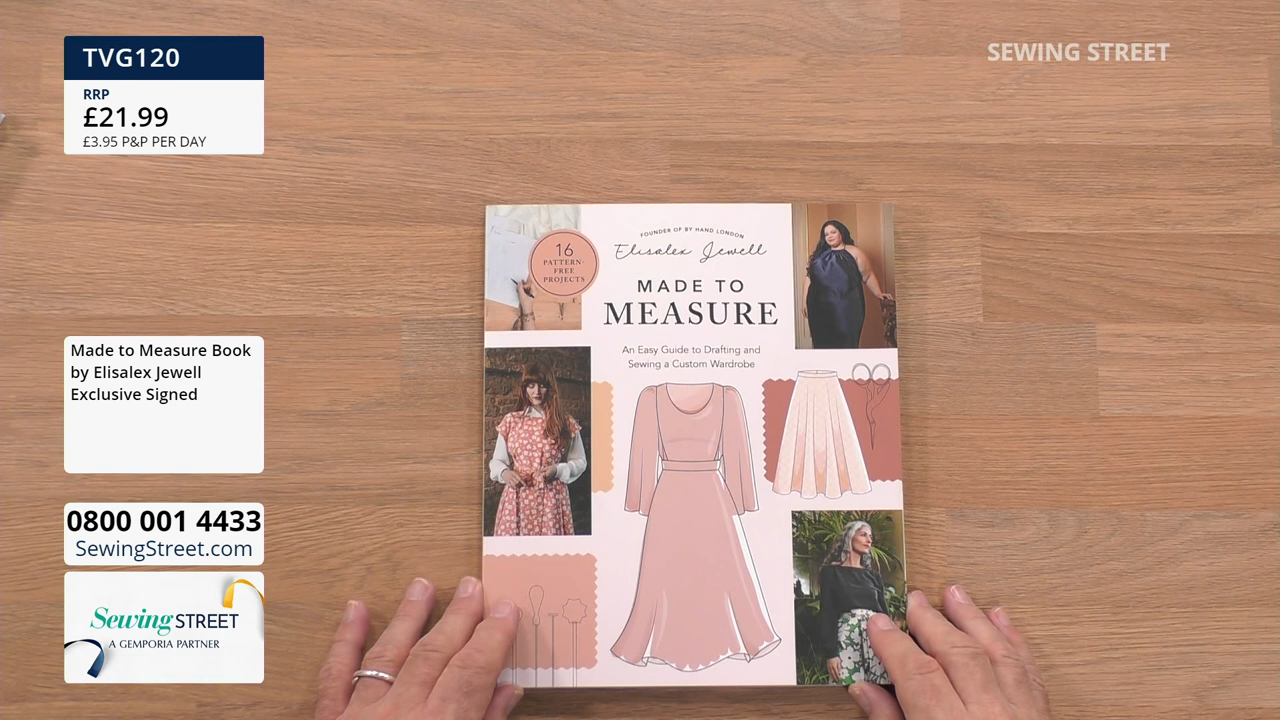 TVG120
RRP
£21.99
£3.95 P&P PER DAY
SEWING STREET
Made to Measure Book
by Elisalex Jewell
Exclusive Signed
0800 001 4433
SewingStreet.com
Sewing STREET
A GEMPORIA PARTNER
16
PATTERN-
FREE
PROJECTS
FOUNDER OF BY HAND LONDON
Elisalex Jewell
MADE TO
MEASURE
An Easy Guide to Drafting and
Sewing a Custom Wardrobe